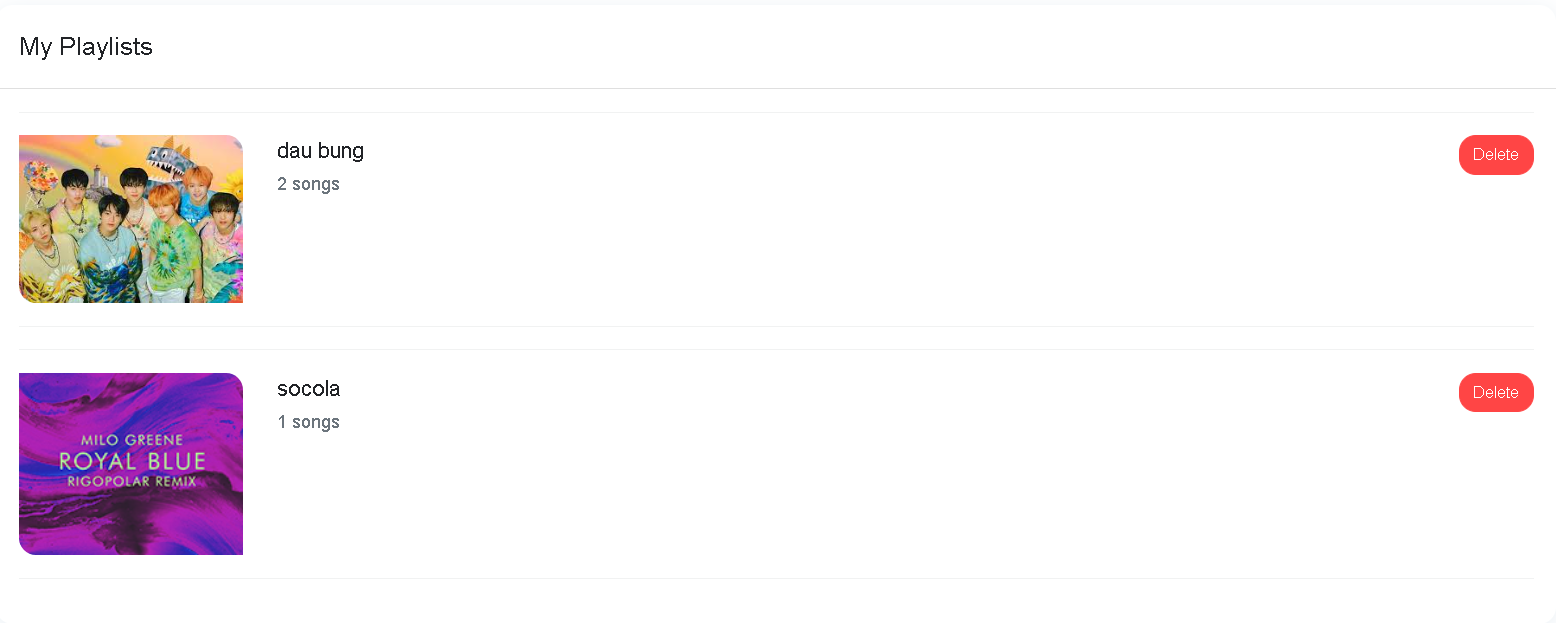 My Playlists
dau bung
2 songs
Delete
MILO GREENE
ROYAL BLUE
RIGOPOLAR REMIX
socola
1 songs
Delete